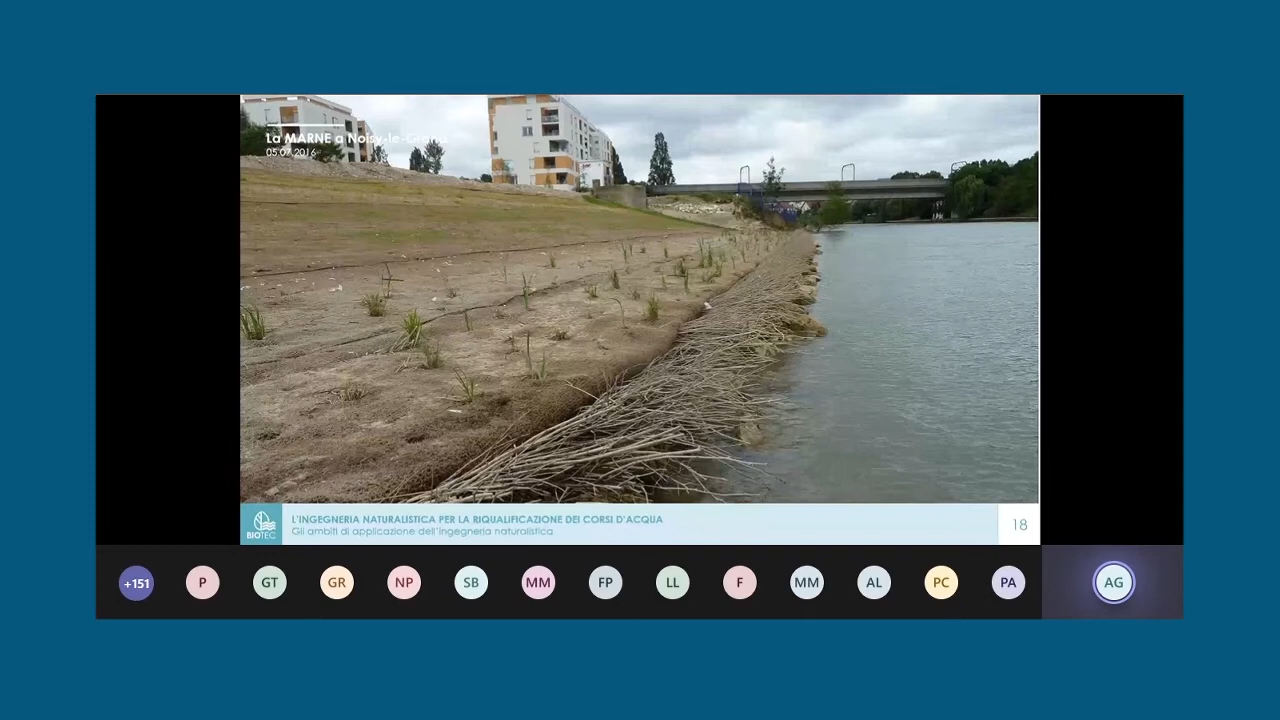 La MARNE a Noisy-le-Grand
05.07.2016
BIOTEC
L'INGEGNERIA NATURALISTICA PER LA RIQUALIFICAZIONE DEI CORSI D'ACQUA
Gli ambiti di applicazione dell'ingegneria naturalistica
18
+151 P GT GR NP SB MM FP LL F MM AL PC PA AG